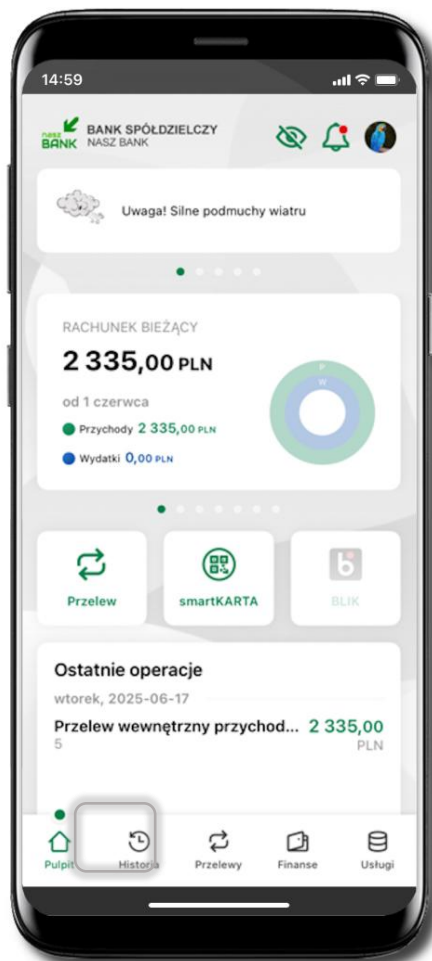 14:59
nasz
BANK
BANK SPÓŁDZIELCZY
NASZ BANK
Uwaga! Silne podmuchy wiatru
RACHUNEK BIEŻĄCY
2 335,00 PLN
od 1 czerwca
Przychody 2 335,00 PLN
Wydatki 0,00 PLN
P
W
Przelew
smartKARTA
BLIK
Ostatnie operacje
wtorek, 2025-06-17
Przelew wewnętrzny przychod... 2 335,00
5 PLN
Pulpit Historia Przelewy Finanse Usługi